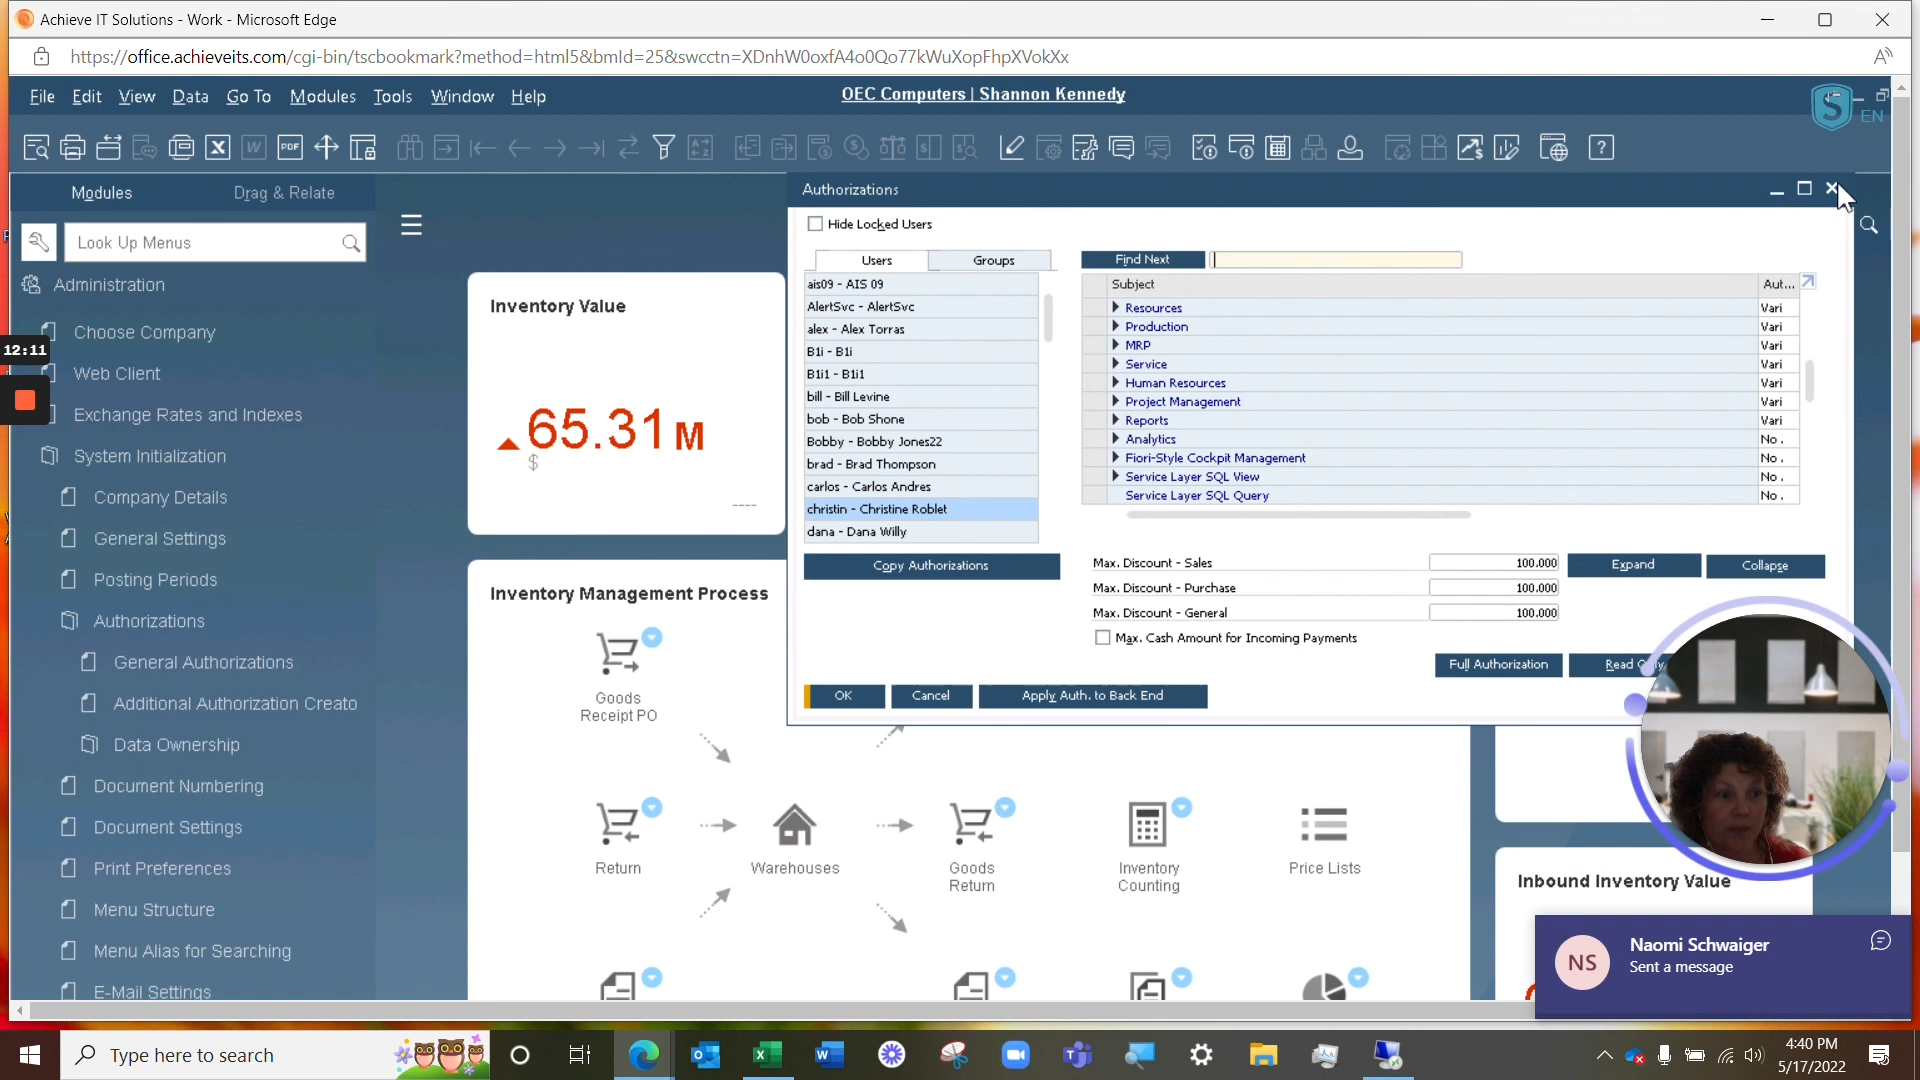 Achieve IT Solutions - Work - Microsoft Edge
https://office.achieveits.com/cgi-bin/tscbookmark?method=html5&bmId=25&swcctn=XDnhW0oxfA4o0Qo77kWuXopFhpXVokXx
File Edit View Data Go To Modules Tools Window Help
OEC Computers | Shannon Kennedy
EN
Modules
Drag & Relate
Look Up Menus
Administration
Choose Company
Web Client
Exchange Rates and Indexes
System Initialization
Company Details
General Settings
Posting Periods
Authorizations
General Authorizations
Additional Authorization Creato
Data Ownership
Document Numbering
Document Settings
Print Preferences
Menu Structure
Menu Alias for Searching
E-Mail Settings
12:11
Inventory Value
65.31 M
$
----
Inventory Management Process
Goods
Receipt PO
Return
Warehouses
Goods
Return
Inventory
Counting
Price Lists
Inbound Inventory Value
Authorizations
Hide Locked Users
Users
Groups
ais09 - AIS 09
AlertSvc - AlertSvc
alex - Alex Torras
B1i - B1i
B1i1 - B1i1
bill - Bill Levine
bob - Bob Shone
Bobby - Bobby Jones22
brad - Brad Thompson
carlos - Carlos Andres
christin - Christine Roblet
dana - Dana Willy
Copy Authorizations
Find Next
Subject Aut...
Resources Vari
Production Vari
MRP Vari
Service Vari
Human Resources Vari
Project Management Vari
Reports Vari
Analytics No .
Fiori-Style Cockpit Management No .
Service Layer SQL View No .
Service Layer SQL Query No .
Max. Discount - Sales 100.000
Max. Discount - Purchase 100.000
Max. Discount - General 100.000
Max. Cash Amount for Incoming Payments
Expand
Collapse
Full Authorization
Read Only
OK
Cancel
Apply Auth. to Back End
NS
Naomi Schwaiger
Sent a message
Type here to search
4:40 PM
5/17/2022